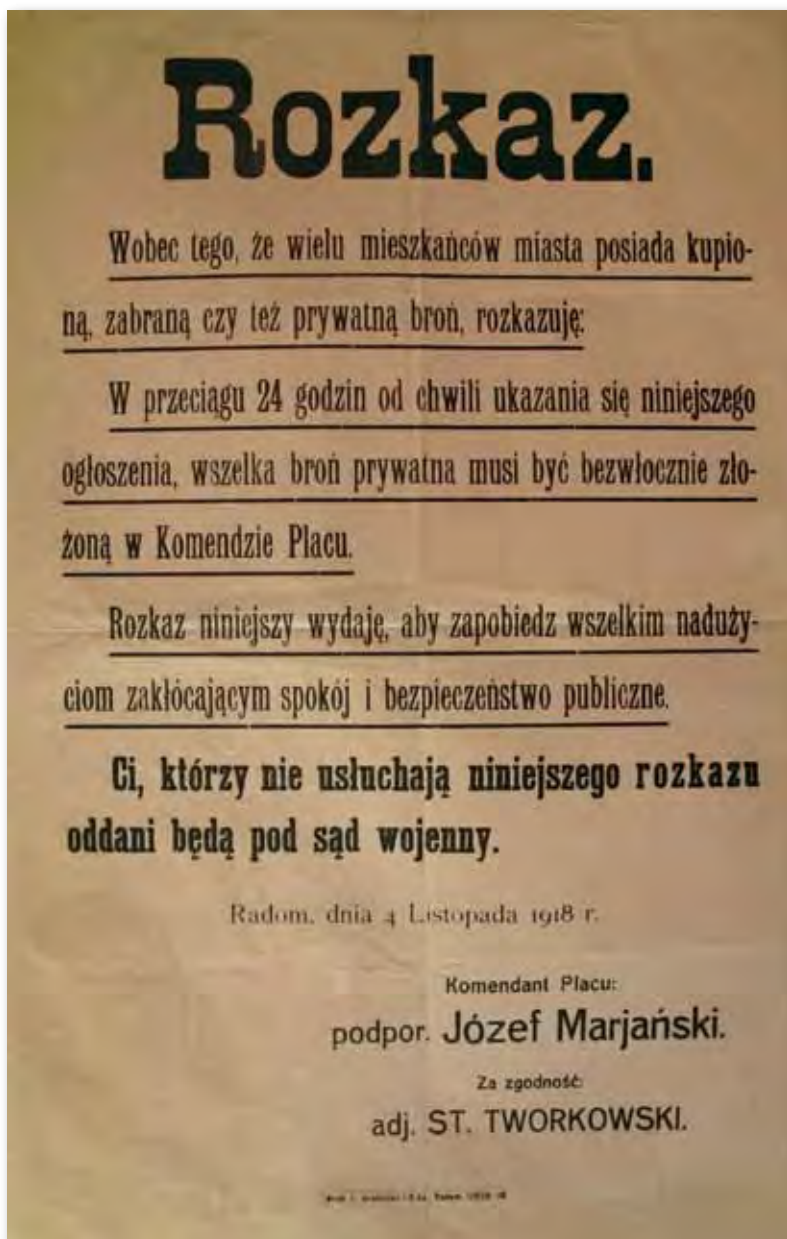 Rozkaz.
Wobec tego, że wielu mieszkańców miasta posiada kupio-
ną, zabraną czy też prywatną broń, rozkazuję:
W przeciągu 24 godzin od chwili ukazania się niniejszego
ogłoszenia, wszelka broń prywatna musi być bezwłocznie zło-
żoną w Komendzie Placu.
Rozkaz niniejszy wydaję, aby zapobiedz wszelkim naduży-
ciom zakłócającym spokój i bezpieczeństwo publiczne.
Ci, którzy nie usłuchają niniejszego rozkazu
oddani będą pod sąd wojenny.
Radom, dnia 4 Listopada 1918 r.
Komendant Placu:
podpor. Józef Marjański.
Za zgodność:
adj. ST. TWORKOWSKI.